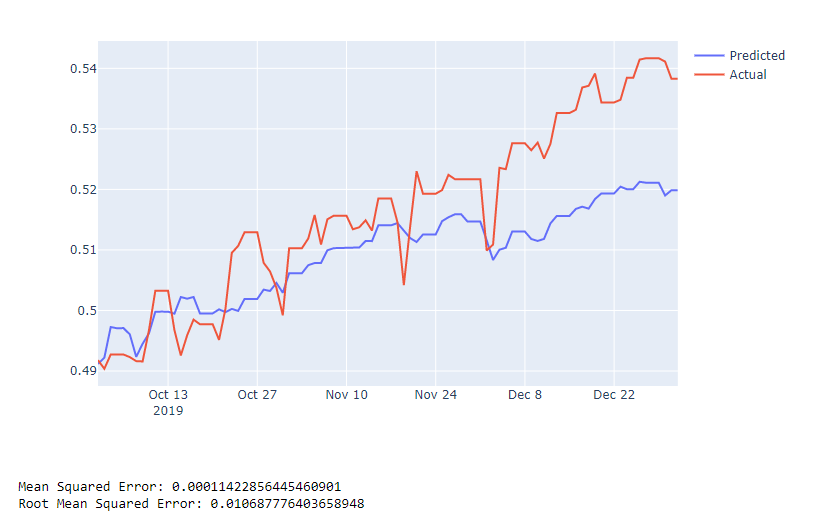 Predicted
Actual
0.54
0.53
0.52
0.51
0.5
0.49
Oct 13 Oct 27 Nov 10 Nov 24 Dec 8 Dec 22
2019
Mean Squared Error: 0.00011422856445460901
Root Mean Squared Error: 0.010687776403658948